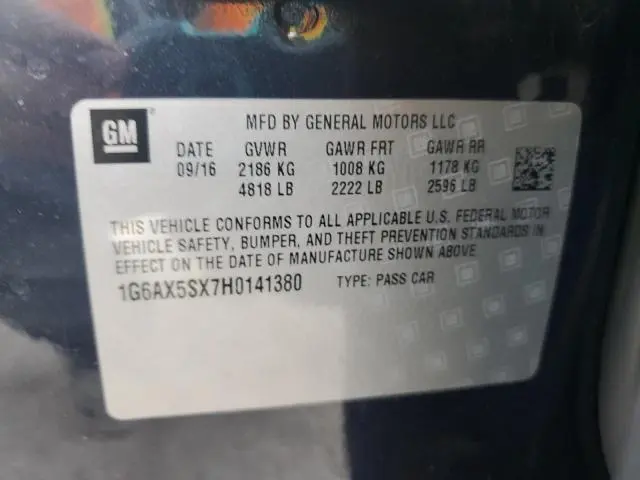 GM
MFD BY GENERAL MOTORS LLC
DATE GVWR GAWR FRT GAWR RR
09/16 2186 KG 1008 KG 1178 KG
4818 LB 2222 LB 2596 LB
THIS VEHICLE CONFORMS TO ALL APPLICABLE U.S. FEDERAL MOTOR
VEHICLE SAFETY, BUMPER, AND THEFT PREVENTION STANDARDS IN
EFFECT ON THE DATE OF MANUFACTURE SHOWN ABOVE
1G6AX5SX7H0141380 TYPE: PASS CAR